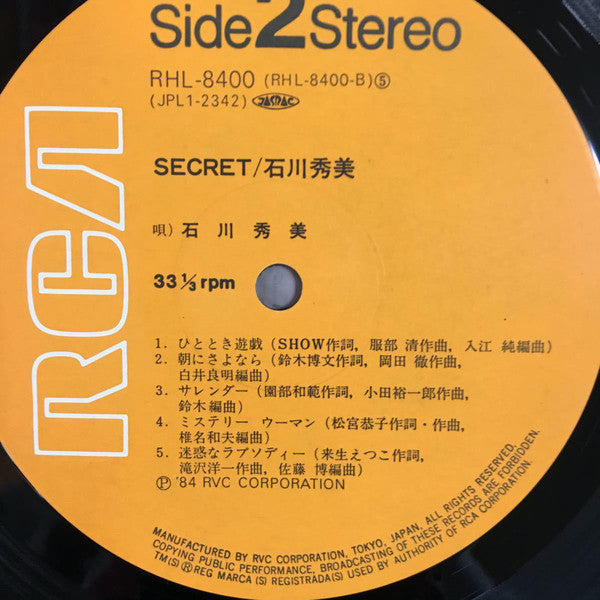 Side 2 Stereo
RHL-8400 (RHL-8400-B)⑤
(JPL1-2342) JASRAC
SECRET/石川秀美
唄) 石川秀美
33 1/3 rpm
RCA
1. ひととき遊戯 (SHOW作詞, 服部 清作曲, 入江 純編曲)
2. 朝にさよなら (鈴木博文作詞, 岡田 徹作曲,
白井良明編曲)
3. サレンダー (園部和範作詞, 小田裕一郎作曲,
鈴木 編曲)
4. ミステリー ウーマン (松宮恭子作詞・作曲,
椎名和夫編曲)
5. 迷惑なラプソディー (来生えつこ作詞,
滝沢洋一作曲, 佐藤 博編曲)
Ⓟ '84 RVC CORPORATION
MANUFACTURED BY RVC CORPORATION, TOKYO, JAPAN, ALL RIGHTS RESERVED.
COPYING PUBLIC PERFORMANCE, BROADCASTING OF THESE RECORDS ARE FORBIDDEN.
TM(S) ® REG MARCA (S) REGISTRADA(S) USED BY AUTHORITY OF RCA CORPORATION.